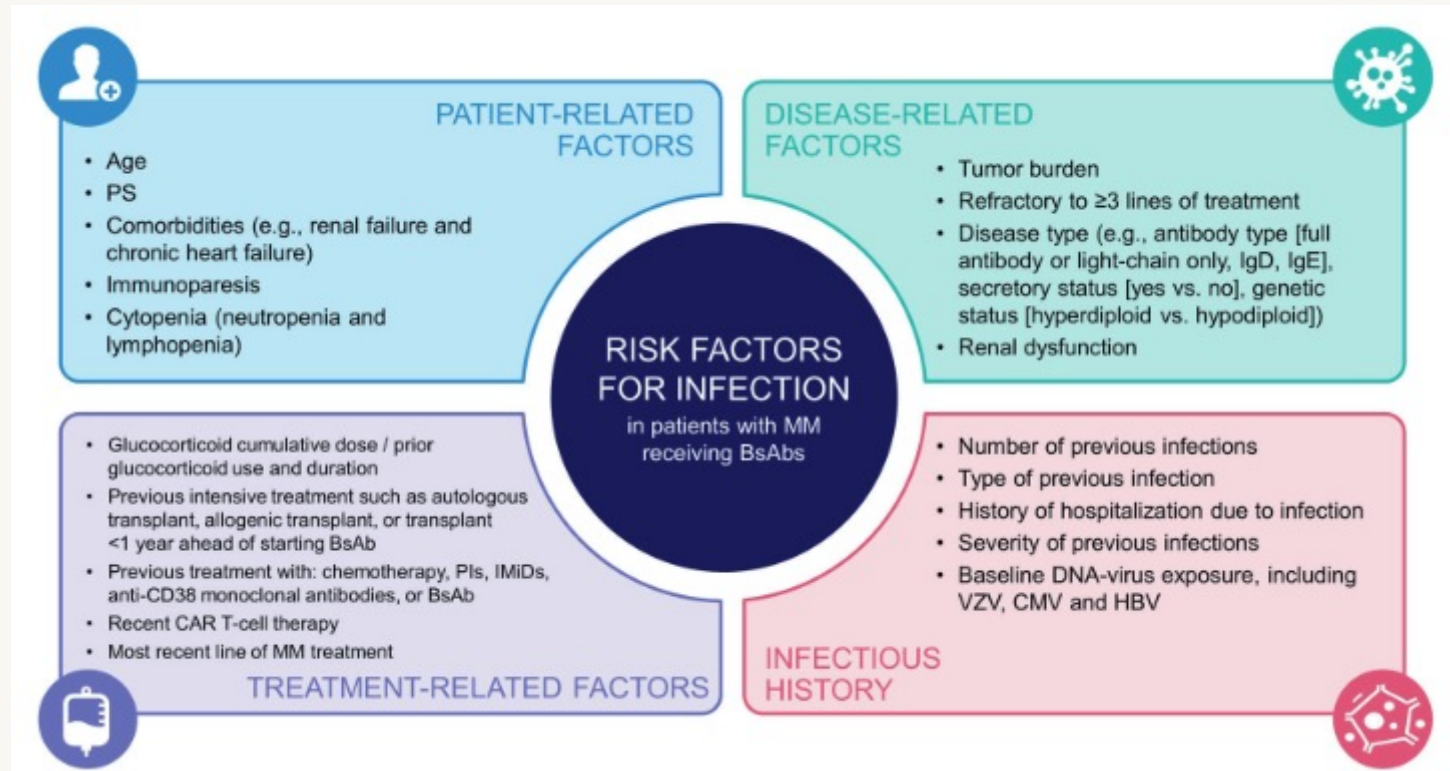 PATIENT-RELATED
FACTORS
• Age
• PS
• Comorbidities (e.g., renal failure and
chronic heart failure)
• Immunoparesis
• Cytopenia (neutropenia and
lymphopenia)
DISEASE-RELATED
FACTORS
• Tumor burden
• Refractory to ≥3 lines of treatment
• Disease type (e.g., antibody type [full
antibody or light-chain only, IgD, IgE],
secretory status [yes vs. no], genetic
status [hyperdiploid vs. hypodiploid])
• Renal dysfunction
RISK FACTORS
FOR INFECTION
in patients with MM
receiving BsAbs
• Glucocorticoid cumulative dose / prior
glucocorticoid use and duration
• Previous intensive treatment such as autologous
transplant, allogenic transplant, or transplant
<1 year ahead of starting BsAb
• Previous treatment with: chemotherapy, PIs, IMiDs,
anti-CD38 monoclonal antibodies, or BsAb
• Recent CAR T-cell therapy
• Most recent line of MM treatment
TREATMENT-RELATED FACTORS
• Number of previous infections
• Type of previous infection
• History of hospitalization due to infection
• Severity of previous infections
• Baseline DNA-virus exposure, including
VZV, CMV and HBV
INFECTIOUS
HISTORY